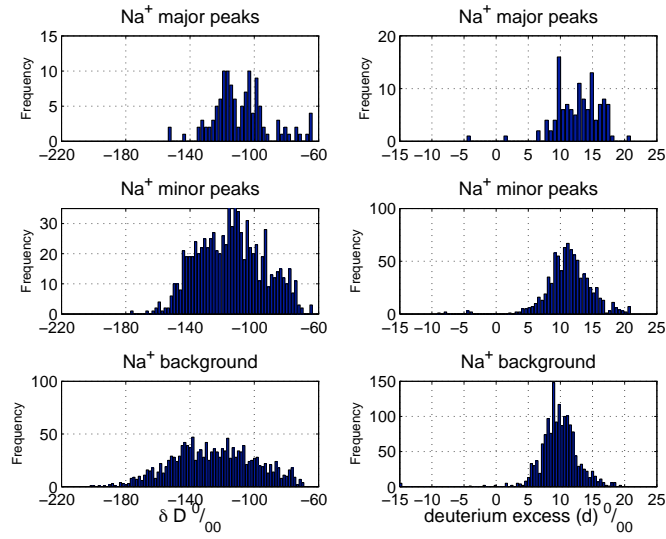 Na⁺ major peaks
Na⁺ major peaks
15
10
5
0
Frequency
−220 −180 −140 −100 −60
20
10
0
Frequency
−15 −10 −5 0 5 10 15 20 25
Na⁺ minor peaks
Na⁺ minor peaks
30
20
10
0
Frequency
−220 −180 −140 −100 −60
100
50
0
Frequency
−15 −10 −5 0 5 10 15 20 25
Na⁺ background
Na⁺ background
100
50
0
Frequency
−220 −180 −140 −100 −60
δ D ⁰/₀₀
150
100
50
0
Frequency
−15 −10 −5 0 5 10 15 20 25
deuterium excess (d) ⁰/₀₀